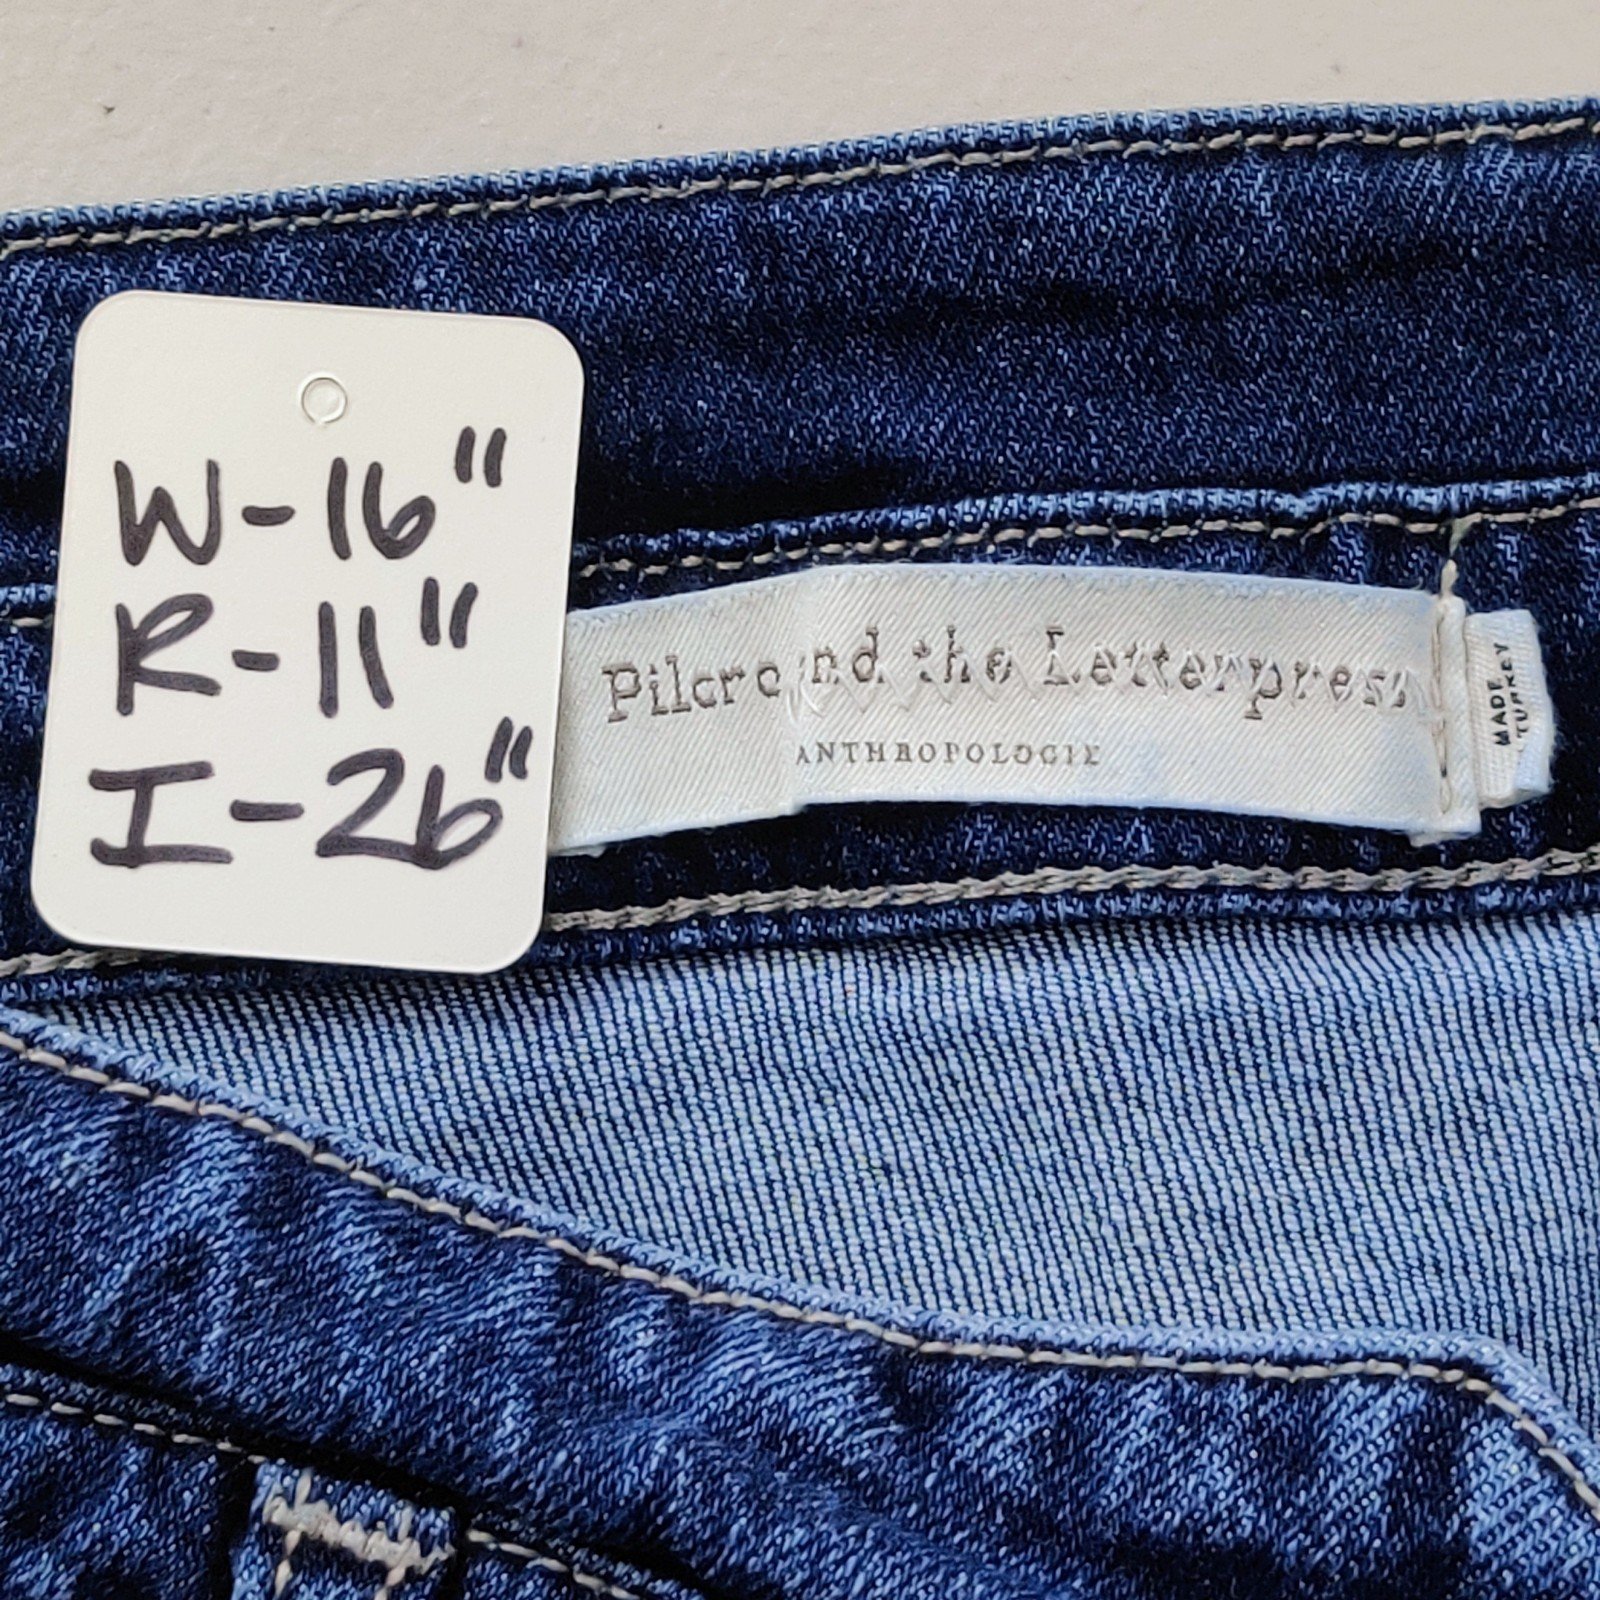 W-16"
R-11"
I-26"
Pilcro and the Letterpress
ANTHROPOLOGIE
MADE
TURKEY